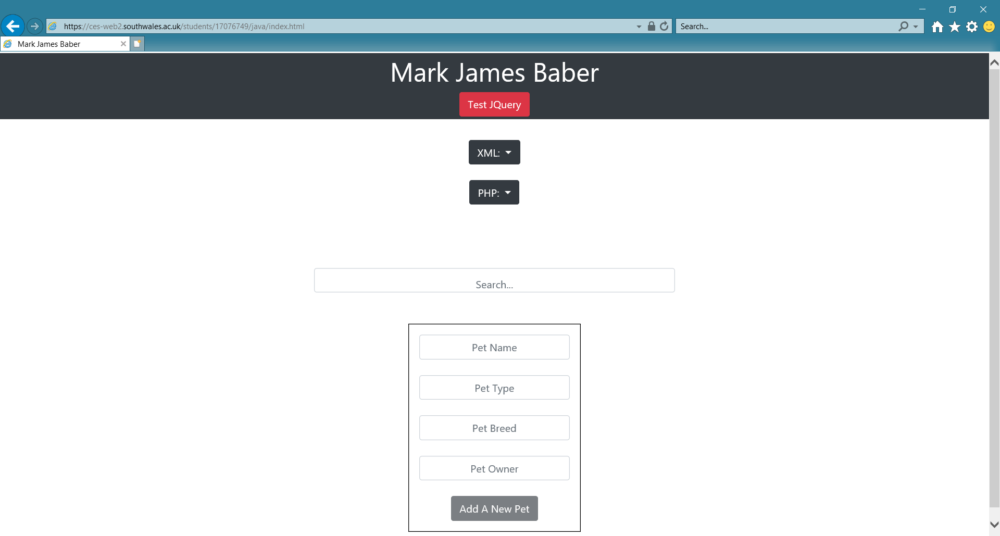 https://ces-web2.southwales.ac.uk/students/17076749/java/index.html
Search...
Mark James Baber
Mark James Baber
Test JQuery
XML:
PHP:
Search...
Pet Name
Pet Type
Pet Breed
Pet Owner
Add A New Pet